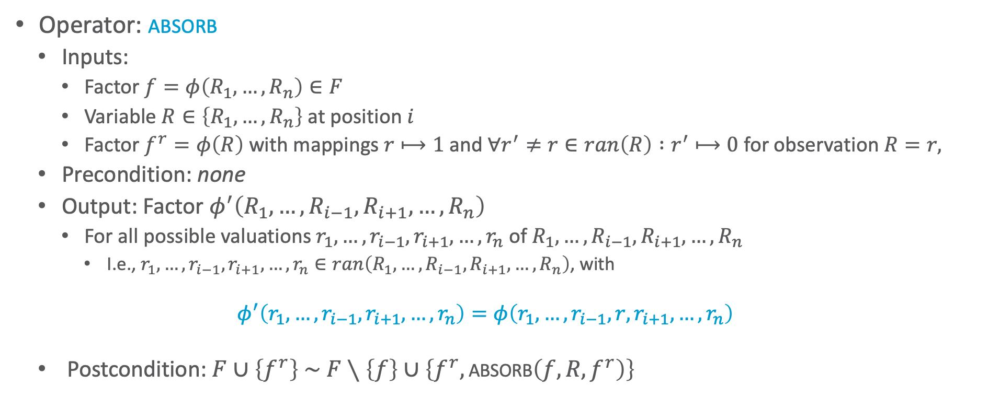 • Operator: ABSORB
• Inputs:
• Factor f = ϕ(R₁, … , Rₙ) ∈ F
• Variable R ∈ {R₁, … , Rₙ} at position i
• Factor fʳ = ϕ(R) with mappings r ↦ 1 and ∀r′ ≠ r ∈ ran(R) : r′ ↦ 0 for observation R = r,
• Precondition: none
• Output: Factor ϕ′(R₁, … , Rᵢ₋₁, Rᵢ₊₁, … , Rₙ)
• For all possible valuations r₁, … , rᵢ₋₁, rᵢ₊₁, … , rₙ of R₁, … , Rᵢ₋₁, Rᵢ₊₁, … , Rₙ
• I.e., r₁, … , rᵢ₋₁, rᵢ₊₁, … , rₙ ∈ ran(R₁, … , Rᵢ₋₁, Rᵢ₊₁, … , Rₙ), with
ϕ′(r₁, … , rᵢ₋₁, rᵢ₊₁, … , rₙ) = ϕ(r₁, … , rᵢ₋₁, r, rᵢ₊₁, … , rₙ)
• Postcondition: F ∪ {fʳ} ~ F ∖ {f} ∪ {fʳ, ABSORB(f, R, fʳ)}